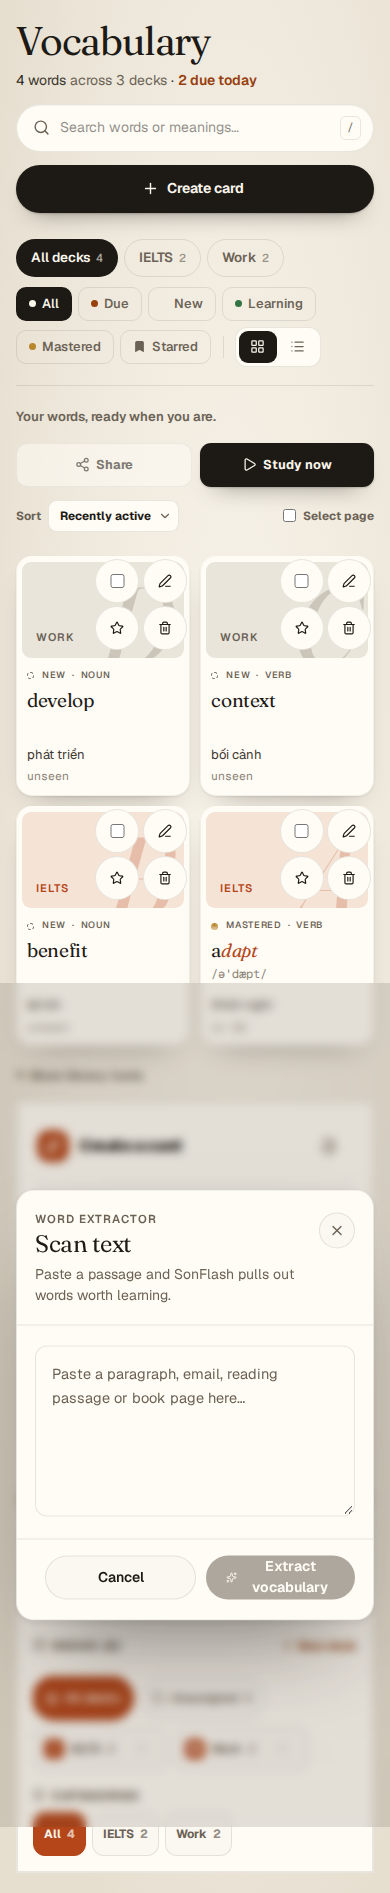 Vocabulary
4 words across 3 decks · 2 due today
Search words or meanings...
/
Create card
All decks 4
IELTS 2
Work 2
All
Due
New
Learning
Mastered
Starred
Your words, ready when you are.
Share
Study now
Sort
Recently active
Select page
WORK
NEW · NOUN
develop
phát triển
unseen
WORK
NEW · VERB
context
bối cảnh
unseen
IELTS
NEW · NOUN
benefit
IELTS
MASTERED · VERB
adapt
/əˈdæpt/
Create a card
WORD EXTRACTOR
Scan text
Paste a passage and SonFlash pulls out
words worth learning.
Paste a paragraph, email, reading
passage or book page here...
Cancel
Extract
vocabulary
All 4
IELTS 2
Work 2